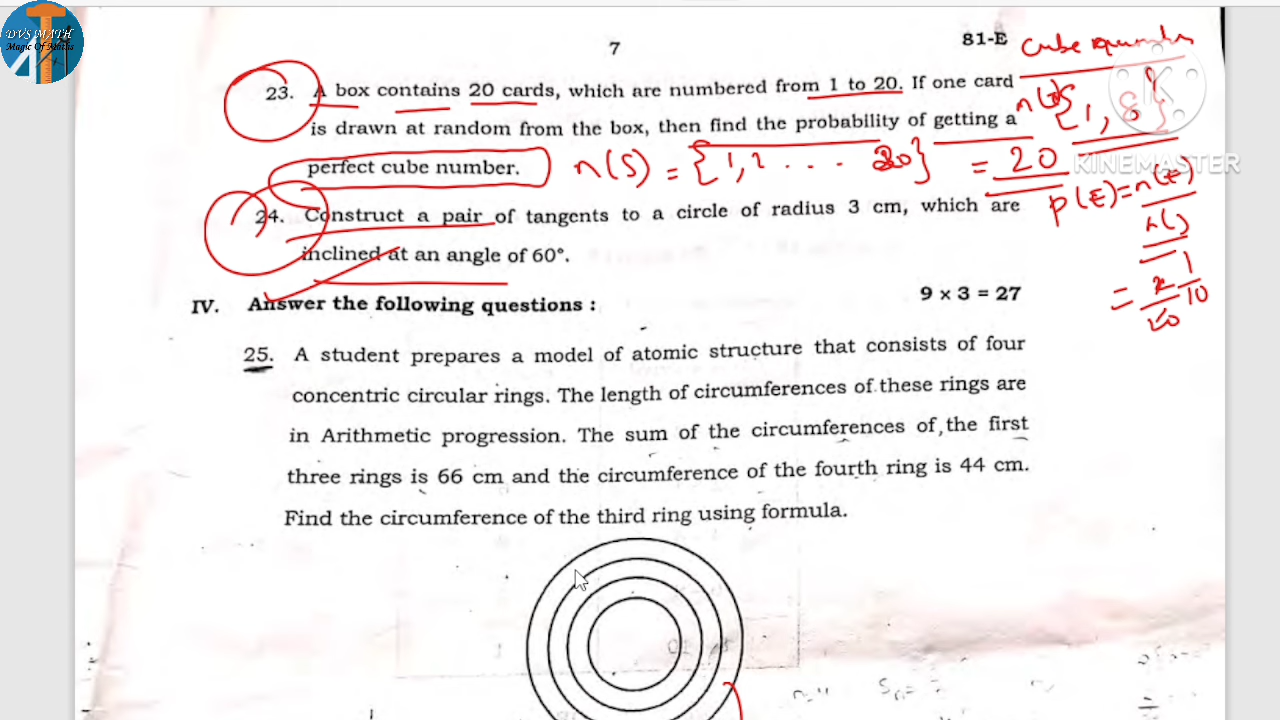 DVS MATH
Magic Of Maths
7
81-E
23. A box contains 20 cards, which are numbered from 1 to 20. If one card
is drawn at random from the box, then find the probability of getting a
perfect cube number.
n(S) = {1, 2 . . . . 20} = 20
{1, 8}
KINEMASTER
P(E) = n(E)
24. Construct a pair of tangents to a circle of radius 3 cm, which are
inclined at an angle of 60°.
= 2/20 1/10
IV. Answer the following questions : 9 × 3 = 27
25. A student prepares a model of atomic structure that consists of four
concentric circular rings. The length of circumferences of these rings are
in Arithmetic progression. The sum of the circumferences of the first
three rings is 66 cm and the circumference of the fourth ring is 44 cm.
Find the circumference of the third ring using formula.